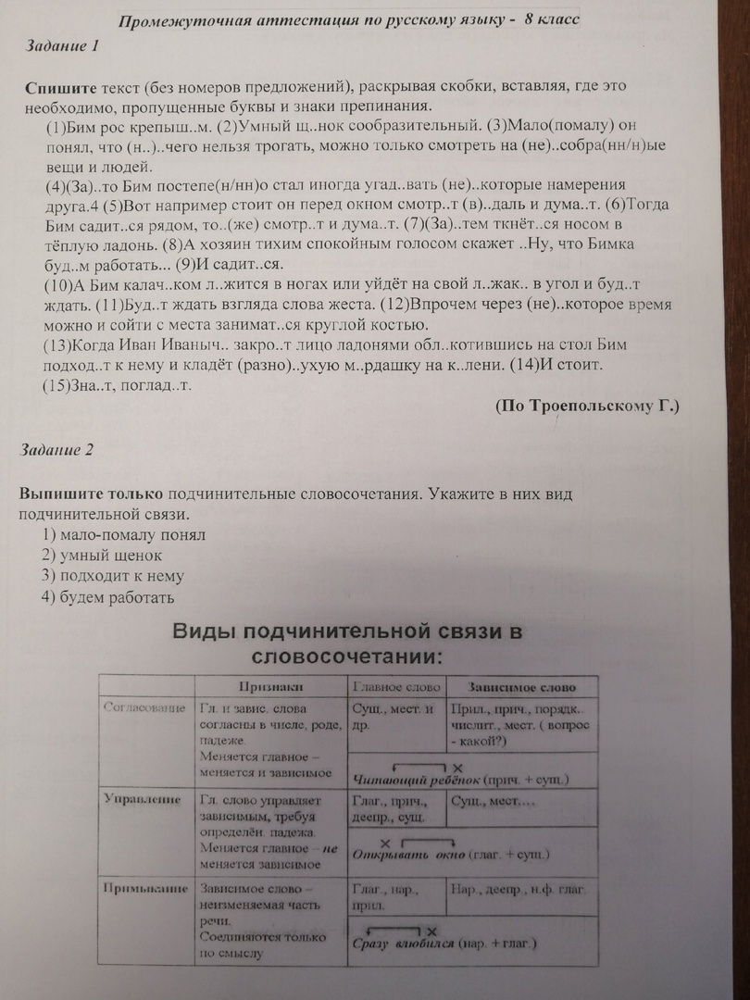 Промежуточная аттестация по русскому языку - 8 класс
Задание 1
Спишите текст (без номеров предложений), раскрывая скобки, вставляя, где это
необходимо, пропущенные буквы и знаки препинания.
(1)Бим рос крепыш..м. (2)Умный щ..нок сообразительный. (3)Мало(помалу) он
понял, что (н..)..чего нельзя трогать, можно только смотреть на (не)..собра(нн/н)ые
вещи и людей.
(4)(За)..то Бим постепе(н/нн)о стал иногда угад..вать (не)..которые намерения
друга.4 (5)Вот например стоит он перед окном смотр..т (в)..даль и дума..т. (6)Тогда
Бим садит..ся рядом, то..(же) смотр..т и дума..т. (7)(За)..тем ткнёт..ся носом в
тёплую ладонь. (8)А хозяин тихим спокойным голосом скажет ..Ну, что Бимка
буд..м работать... (9)И садит..ся.
(10)А Бим калач..ком л..жится в ногах или уйдёт на свой л..жак.. в угол и буд..т
ждать. (11)Буд..т ждать взгляда слова жеста. (12)Впрочем через (не)..которое время
можно и сойти с места занимат..ся круглой костью.
(13)Когда Иван Иваныч.. закро..т лицо ладонями обл..котившись на стол Бим
подход..т к нему и кладёт (разно)..ухую м..рдашку на к..лени. (14)И стоит.
(15)Зна..т, поглад..т.
(По Троепольскому Г.)
Задание 2
Выпишите только подчинительные словосочетания. Укажите в них вид
подчинительной связи.
1) мало-помалу понял
2) умный щенок
3) подходит к нему
4) будем работать
Виды подчинительной связи в
словосочетании:
Признаки Главное слово Зависимое слово
Согласование Гл. и завис. слова Сущ., мест. и Прил., прич., порядк.
согласны в числе, роде, др. числит., мест. ( вопрос
падеже. - какой?)
Меняется главное –
меняется и зависимое
Читающий ребёнок (прич. + сущ.)
Управление Гл. слово управляет Глаг., прич., Сущ., мест....
зависимым, требуя деепр., сущ.
определён. падежа.
Меняется главное – не
меняется зависимое
Открывать окно (глаг. + сущ.)
Примыкание Зависимое слово – Глаг., нар., Нар., деепр., н.ф. глаг.
неизменяемая часть прил.
речи.
Соединяются только
по смыслу
Сразу влюбился (нар. + глаг.)